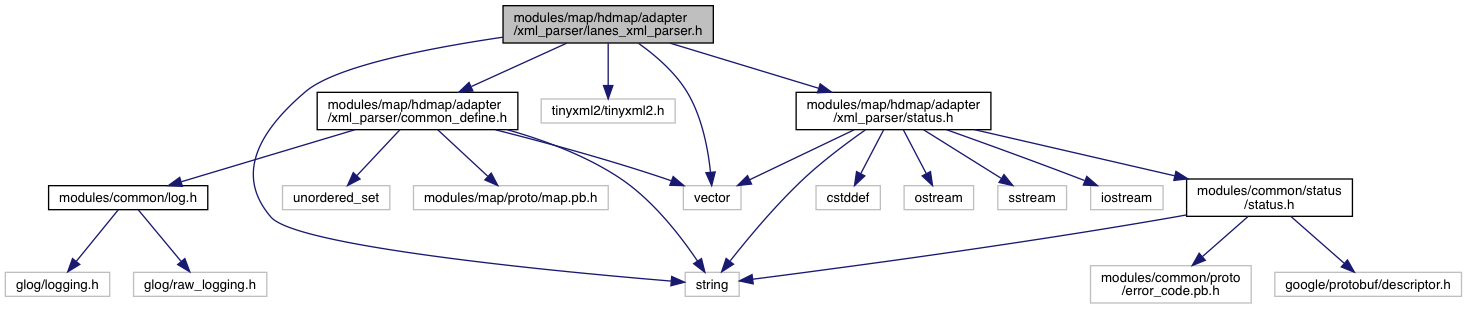 modules/map/hdmap/adapter
/xml_parser/lanes_xml_parser.h
modules/map/hdmap/adapter
/xml_parser/common_define.h
tinyxml2/tinyxml2.h
modules/map/hdmap/adapter
/xml_parser/status.h
modules/common/log.h
unordered_set
modules/map/proto/map.pb.h
vector
cstddef
ostream
sstream
iostream
modules/common/status
/status.h
glog/logging.h
glog/raw_logging.h
string
modules/common/proto
/error_code.pb.h
google/protobuf/descriptor.h